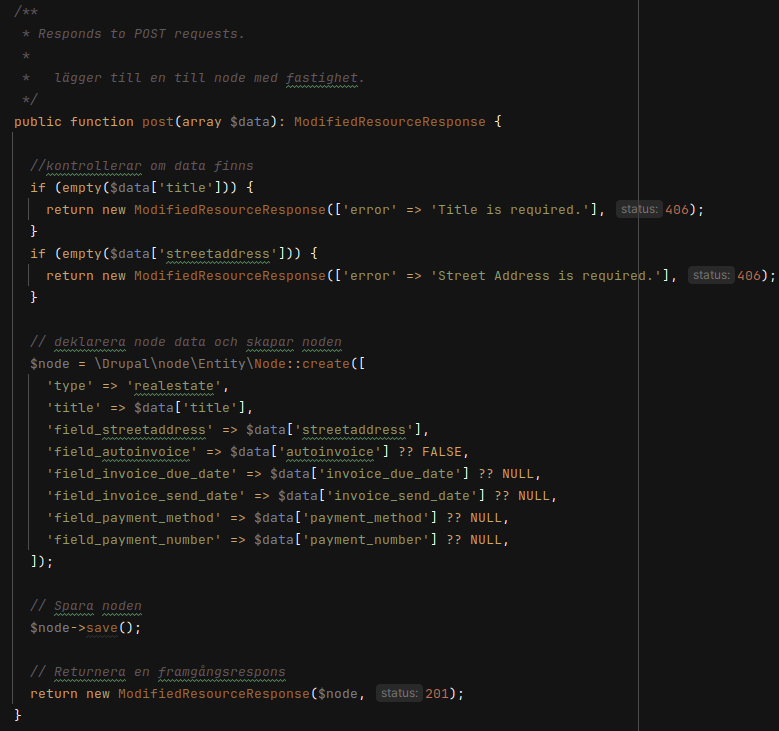 /**
* Responds to POST requests.
*
*   lägger till en till node med fastighet.
*/
public function post(array $data): ModifiedResourceResponse {
//kontrollerar om data finns
if (empty($data['title'])) {
return new ModifiedResourceResponse(['error' => 'Title is required.'], status: 406);
}
if (empty($data['streetaddress'])) {
return new ModifiedResourceResponse(['error' => 'Street Address is required.'], status: 406);
}
// deklarera node data och skapar noden
$node = \Drupal\node\Entity\Node::create([
'type' => 'realestate',
'title' => $data['title'],
'field_streetaddress' => $data['streetaddress'],
'field_autoinvoice' => $data['autoinvoice'] ?? FALSE,
'field_invoice_due_date' => $data['invoice_due_date'] ?? NULL,
'field_invoice_send_date' => $data['invoice_send_date'] ?? NULL,
'field_payment_method' => $data['payment_method'] ?? NULL,
'field_payment_number' => $data['payment_number'] ?? NULL,
]);
// Spara noden
$node->save();
// Returnera en framgångsrespons
return new ModifiedResourceResponse($node, status: 201);
}